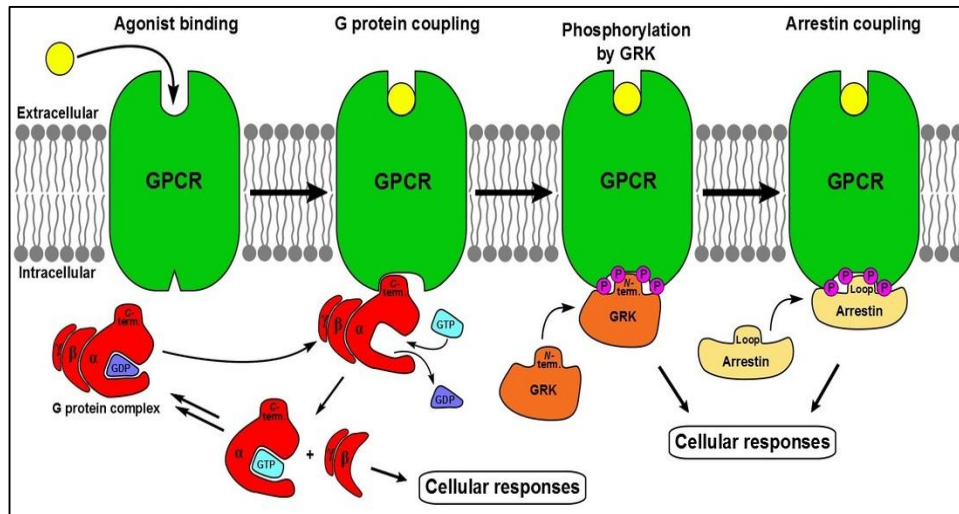 Agonist binding
G protein coupling
Phosphorylation
by GRK
Arrestin coupling
Extracellular
Intracellular
GPCR
GPCR
GPCR
GPCR
C-
term.
γ
β
α
GDP
G protein complex
C-
term.
γ
β
α
GTP
GDP
C-
term.
α
GTP
+
γ
β
Cellular responses
P
P
P
P
N-
term.
GRK
N-
term.
GRK
P
P
P
P
Loop
Arrestin
Loop
Arrestin
Cellular responses